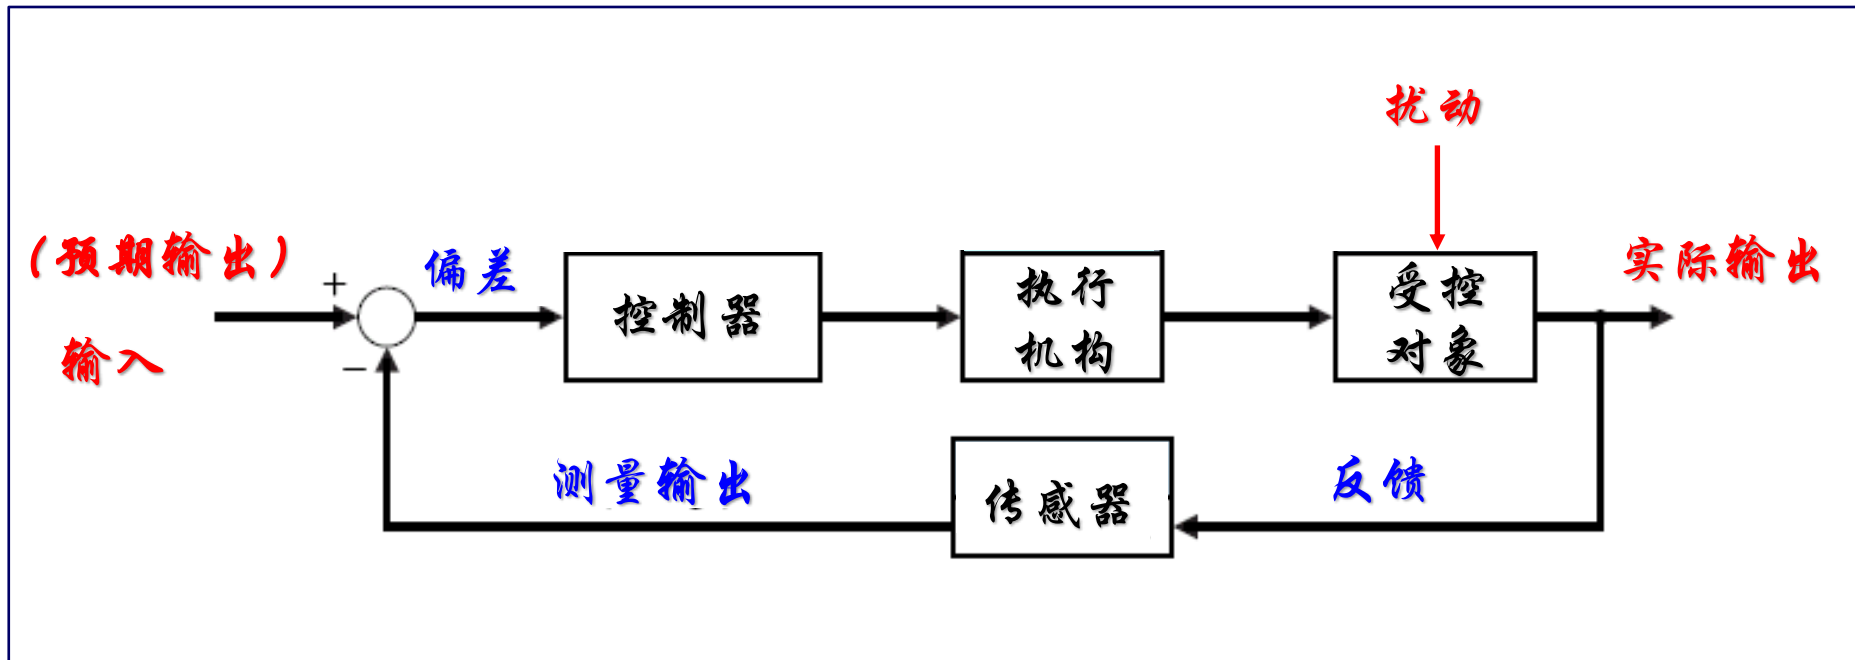 扰动
(预期输出)
输入
+
−
偏差
控制器
执行
机构
受控
对象
实际输出
测量输出
传感器
反馈